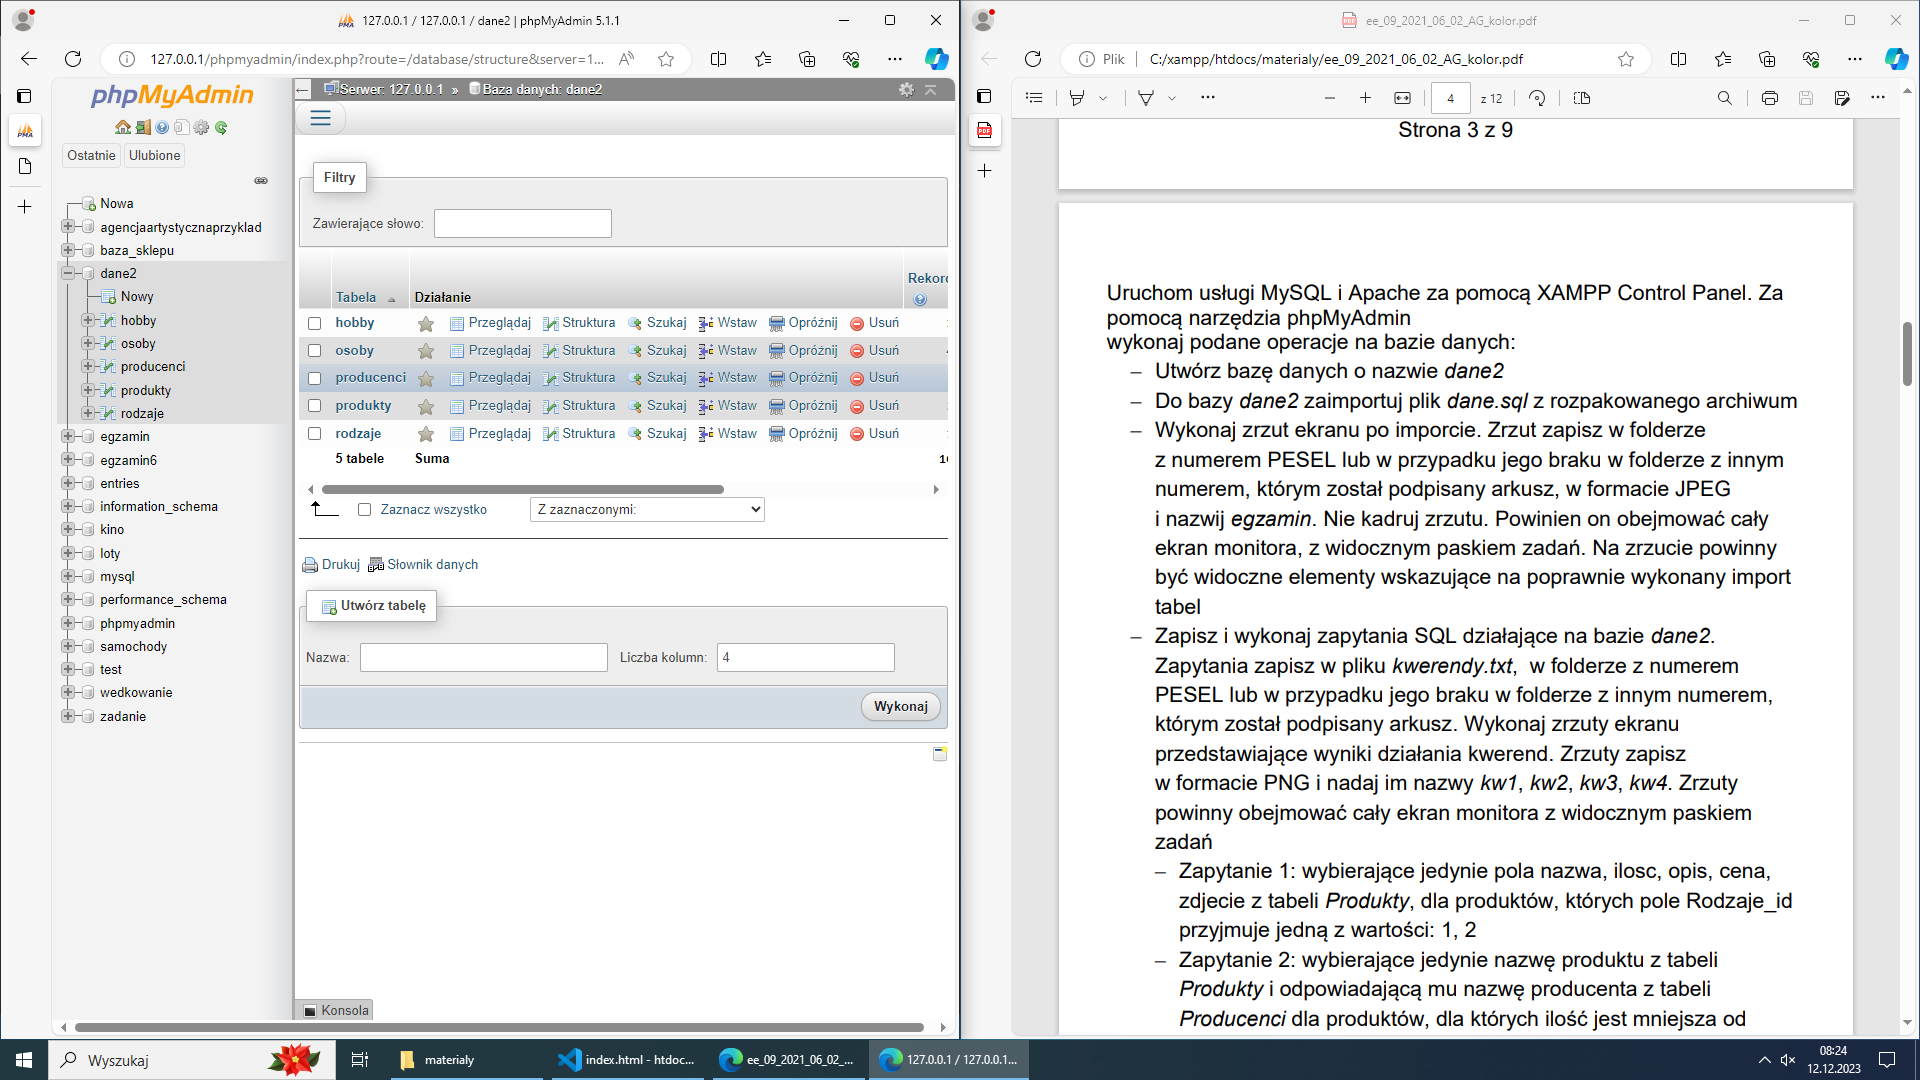 127.0.0.1 / 127.0.0.1 / dane2 | phpMyAdmin 5.1.1
127.0.0.1/phpmyadmin/index.php?route=/database/structure&server=1...
phpMyAdmin
Ostatnie
Ulubione
Nowa
agencjaartystycznaprzyklad
baza_sklepu
dane2
Nowy
hobby
osoby
producenci
produkty
rodzaje
egzamin
egzamin6
entries
information_schema
kino
loty
mysql
performance_schema
phpmyadmin
samochody
test
wedkowanie
zadanie
Serwer: 127.0.0.1 » Baza danych: dane2
Filtry
Zawierające słowo:
Tabela Działanie Rekord
hobby Przeglądaj Struktura Szukaj Wstaw Opróżnij Usuń
osoby Przeglądaj Struktura Szukaj Wstaw Opróżnij Usuń
producenci Przeglądaj Struktura Szukaj Wstaw Opróżnij Usuń
produkty Przeglądaj Struktura Szukaj Wstaw Opróżnij Usuń
rodzaje Przeglądaj Struktura Szukaj Wstaw Opróżnij Usuń
5 tabele Suma
Zaznacz wszystko Z zaznaczonymi:
Drukuj Słownik danych
Utwórz tabelę
Nazwa: Liczba kolumn: 4
Wykonaj
Konsola
ee_09_2021_06_02_AG_kolor.pdf
Plik C:/xampp/htdocs/materialy/ee_09_2021_06_02_AG_kolor.pdf
4 z 12
Strona 3 z 9
Uruchom usługi MySQL i Apache za pomocą XAMPP Control Panel. Za
pomocą narzędzia phpMyAdmin
wykonaj podane operacje na bazie danych:
– Utwórz bazę danych o nazwie dane2
– Do bazy dane2 zaimportuj plik dane.sql z rozpakowanego archiwum
– Wykonaj zrzut ekranu po imporcie. Zrzut zapisz w folderze
z numerem PESEL lub w przypadku jego braku w folderze z innym
numerem, którym został podpisany arkusz, w formacie JPEG
i nazwij egzamin. Nie kadruj zrzutu. Powinien on obejmować cały
ekran monitora, z widocznym paskiem zadań. Na zrzucie powinny
być widoczne elementy wskazujące na poprawnie wykonany import
tabel
– Zapisz i wykonaj zapytania SQL działające na bazie dane2.
Zapytania zapisz w pliku kwerendy.txt, w folderze z numerem
PESEL lub w przypadku jego braku w folderze z innym numerem,
którym został podpisany arkusz. Wykonaj zrzuty ekranu
przedstawiające wyniki działania kwerend. Zrzuty zapisz
w formacie PNG i nadaj im nazwy kw1, kw2, kw3, kw4. Zrzuty
powinny obejmować cały ekran monitora z widocznym paskiem
zadań
– Zapytanie 1: wybierające jedynie pola nazwa, ilosc, opis, cena,
zdjecie z tabeli Produkty, dla produktów, których pole Rodzaje_id
przyjmuje jedną z wartości: 1, 2
– Zapytanie 2: wybierające jedynie nazwę produktu z tabeli
Produkty i odpowiadającą mu nazwę producenta z tabeli
Producenci dla produktów, dla których ilość jest mniejsza od
Wyszukaj
materialy
index.html - htdoc...
ee_09_2021_06_02_...
127.0.0.1 / 127.0.0.1...
08:24
12.12.2023